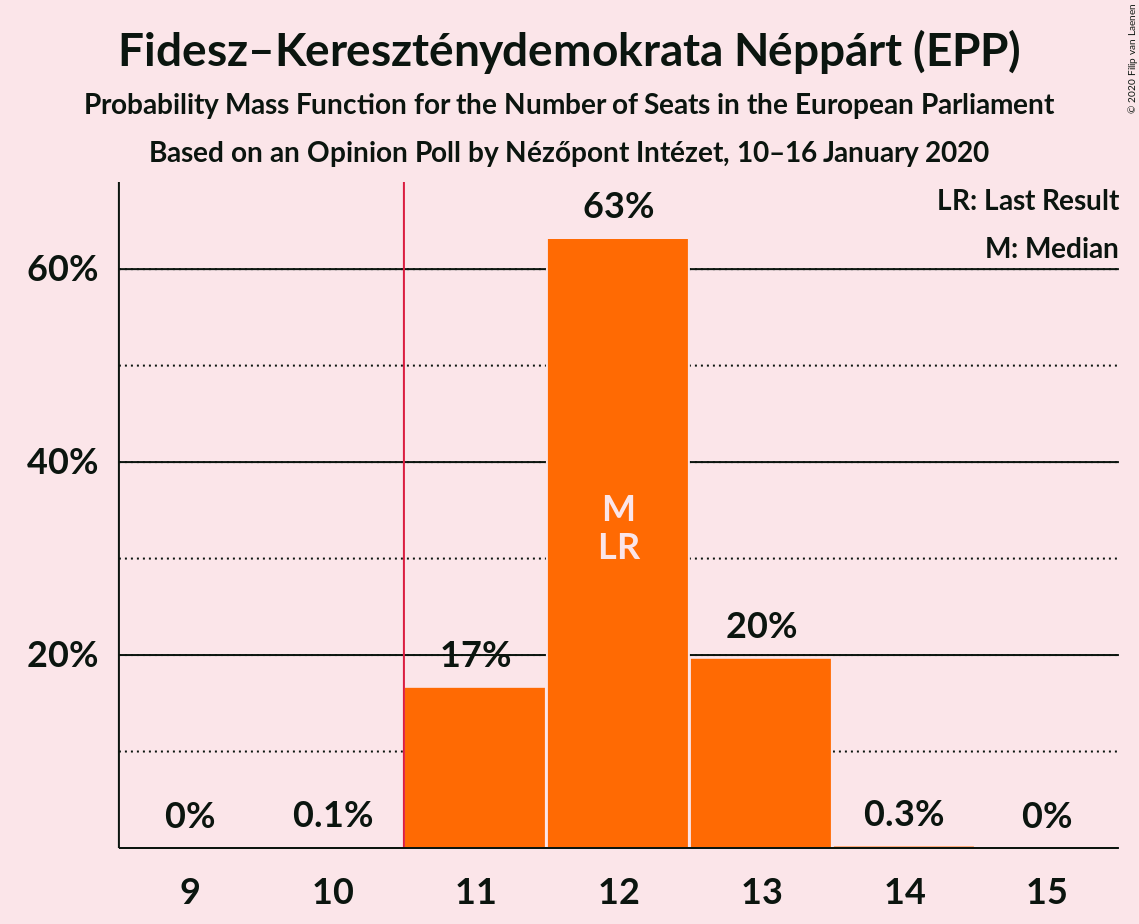 Fidesz–Kereszténydemokrata Néppárt (EPP)
Probability Mass Function for the Number of Seats in the European Parliament
Based on an Opinion Poll by Nézőpont Intézet, 10–16 January 2020
© 2020 Filip van Laenen
LR: Last Result
M: Median
63%
60%
40%
M
LR
20%
17%
20%
0%
0.1%
0.3%
0%
9
10
11
12
13
14
15